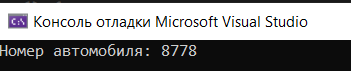 Консоль отладки Microsoft Visual Studio
Номер автомобиля: 8778